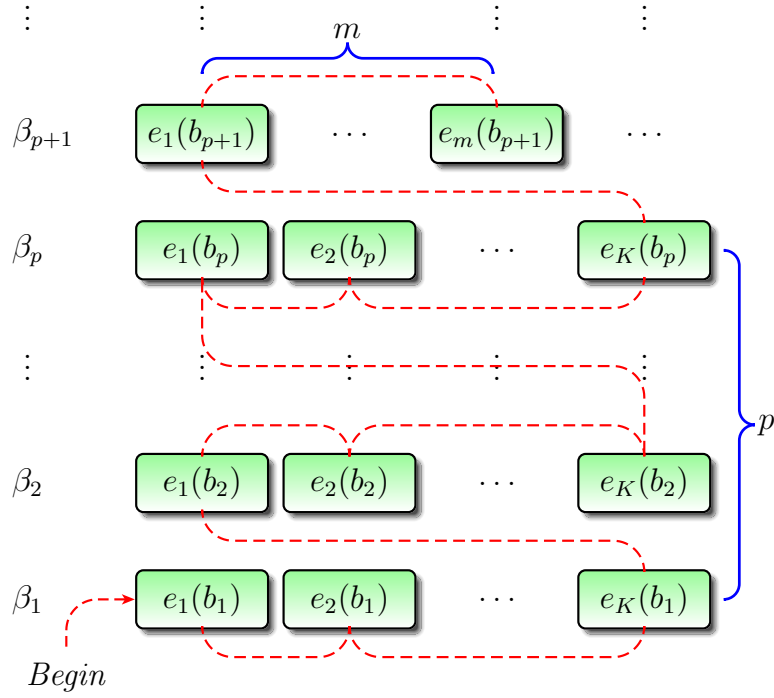 ⋮ ⋮ ⋮ ⋮
m
β_{p+1} e_1(b_{p+1}) ⋯ e_m(b_{p+1}) ⋯
β_p e_1(b_p) e_2(b_p) ⋯ e_K(b_p)
⋮ ⋮ ⋮ ⋮ ⋮
p
β_2 e_1(b_2) e_2(b_2) ⋯ e_K(b_2)
β_1 e_1(b_1) e_2(b_1) ⋯ e_K(b_1)
Begin